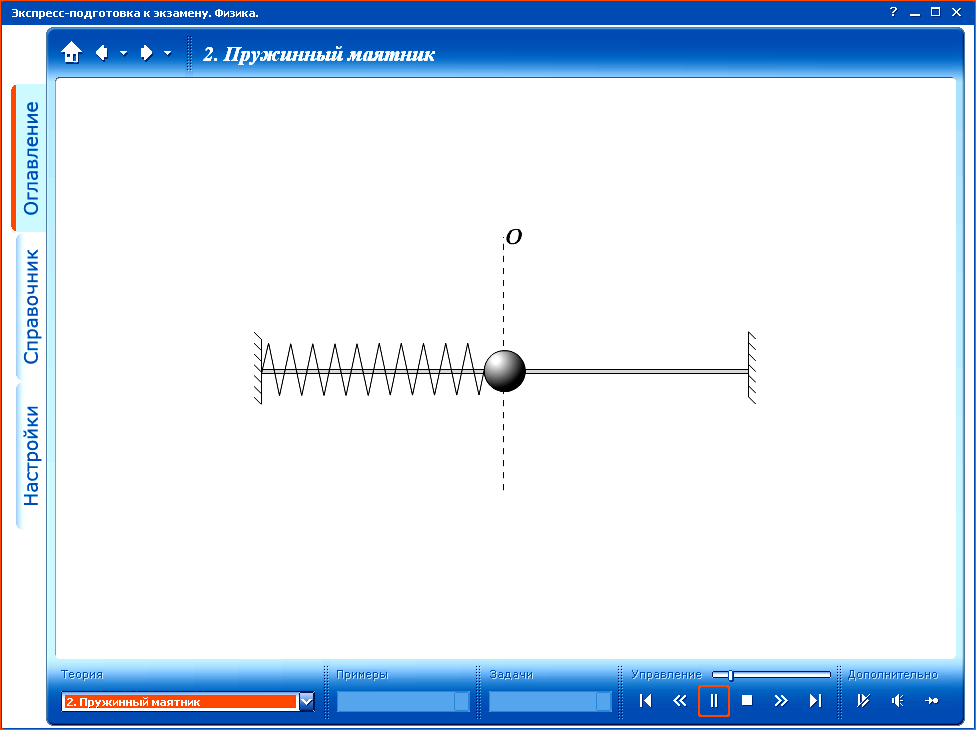 Экспресс-подготовка к экзамену. Физика.
?
2. Пружинный маятник
Оглавление
Справочник
Настройки
O
Теория
Примеры
Задачи
Управление
Дополнительно
2. Пружинный маятник